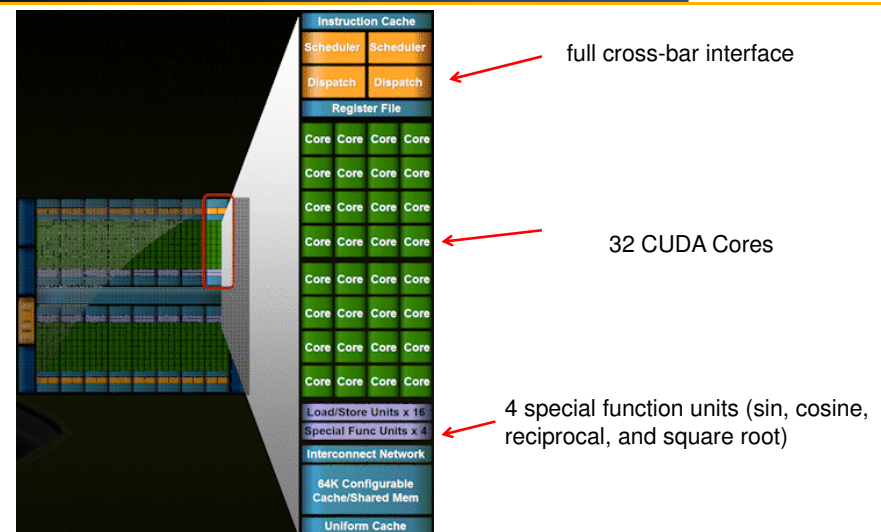 Instruction Cache
Scheduler Scheduler
Dispatch Dispatch
Register File
Core Core Core Core
Core Core Core Core
Core Core Core Core
Core Core Core Core
Core Core Core Core
Core Core Core Core
Core Core Core Core
Core Core Core Core
Load/Store Units x 16
Special Func Units x 4
Interconnect Network
64K Configurable
Cache/Shared Mem
Uniform Cache
full cross-bar interface
32 CUDA Cores
4 special function units (sin, cosine,
reciprocal, and square root)